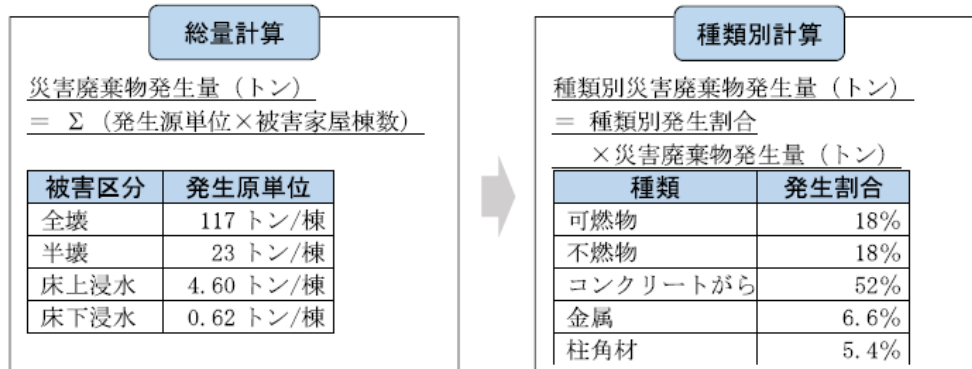 総量計算
災害廃棄物発生量（トン）
＝ Σ（発生源単位×被害家屋棟数）
被害区分 発生原単位
全壊 117 トン/棟
半壊 23 トン/棟
床上浸水 4.60 トン/棟
床下浸水 0.62 トン/棟
種類別計算
種類別災害廃棄物発生量（トン）
＝ 種類別発生割合
×災害廃棄物発生量（トン）
種類 発生割合
可燃物 18%
不燃物 18%
コンクリートがら 52%
金属 6.6%
柱角材 5.4%